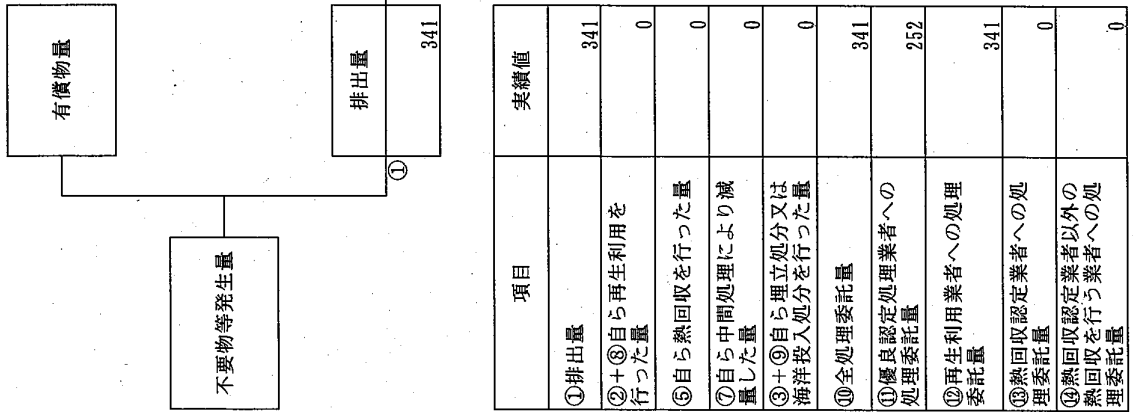 有償物量
不要物等発生量
排出量
①
341
項目
実績値
①排出量
341
②+⑧自ら再生利用を
行った量
0
⑤自ら熱回収を行った量
0
⑦自ら中間処理により減
量した量
0
③+⑨自ら埋立処分又は
海洋投入処分を行った量
0
⑩全処理委託量
341
⑪優良認定処理業者への
処理委託量
252
⑫再生利用業者への処理
委託量
341
⑬熱回収認定業者への処
理委託量
0
⑭熱回収認定業者以外の
熱回収を行う業者への処
理委託量
0